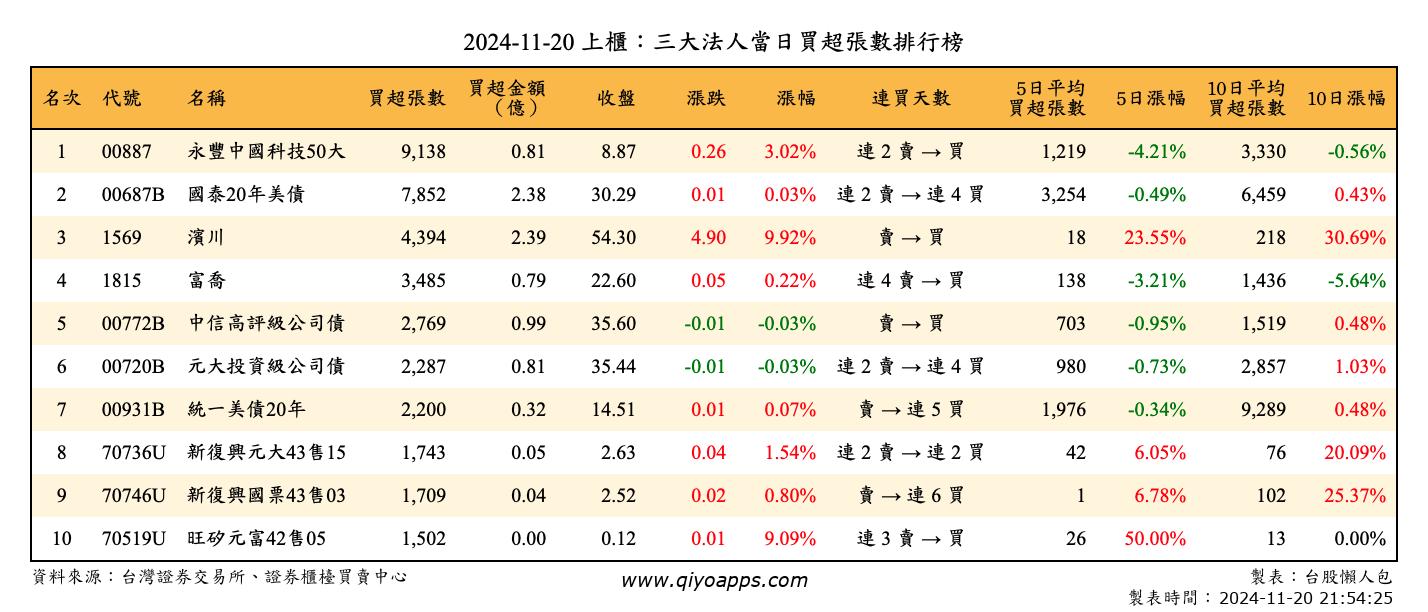 2024-11-20 上櫃：三大法人當日買超張數排行榜
名次 代號 名稱 買超張數 買超金額（億） 收盤 漲跌 漲幅 連買天數 5日平均買超張數 5日漲幅 10日平均買超張數 10日漲幅
1 00887 永豐中國科技50大 9,138 0.81 8.87 0.26 3.02% 連 2 賣 → 買 1,219 -4.21% 3,330 -0.56%
2 00687B 國泰20年美債 7,852 2.38 30.29 0.01 0.03% 連 2 賣 → 連 4 買 3,254 -0.49% 6,459 0.43%
3 1569 濱川 4,394 2.39 54.30 4.90 9.92% 賣 → 買 18 23.55% 218 30.69%
4 1815 富喬 3,485 0.79 22.60 0.05 0.22% 連 4 賣 → 買 138 -3.21% 1,436 -5.64%
5 00772B 中信高評級公司債 2,769 0.99 35.60 -0.01 -0.03% 賣 → 買 703 -0.95% 1,519 0.48%
6 00720B 元大投資級公司債 2,287 0.81 35.44 -0.01 -0.03% 連 2 賣 → 連 4 買 980 -0.73% 2,857 1.03%
7 00931B 統一美債20年 2,200 0.32 14.51 0.01 0.07% 賣 → 連 5 買 1,976 -0.34% 9,289 0.48%
8 70736U 新復興元大43售15 1,743 0.05 2.63 0.04 1.54% 連 2 賣 → 連 2 買 42 6.05% 76 20.09%
9 70746U 新復興國票43售03 1,709 0.04 2.52 0.02 0.80% 賣 → 連 6 買 1 6.78% 102 25.37%
10 70519U 旺矽元富42售05 1,502 0.00 0.12 0.01 9.09% 連 3 賣 → 買 26 50.00% 13 0.00%
資料來源：台灣證券交易所、證券櫃檯買賣中心 www.qiyoapps.com 製表：台股懶人包
製表時間：2024-11-20 21:54:25